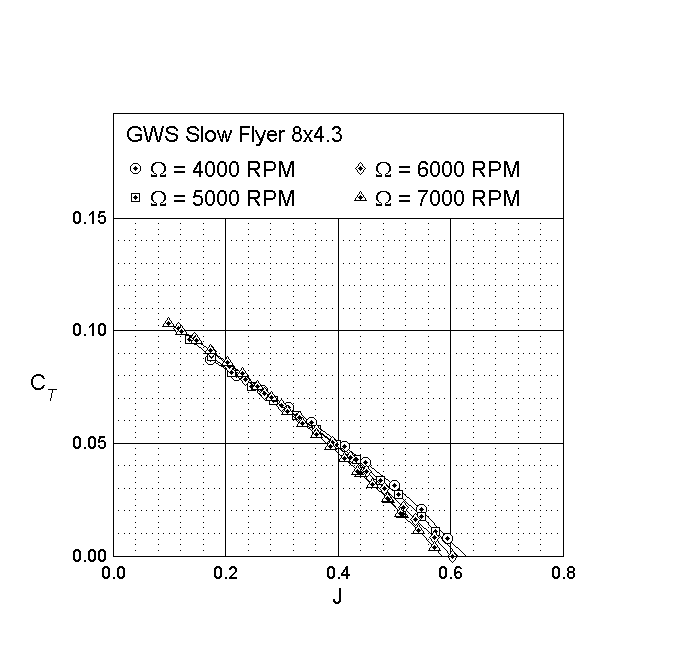 GWS Slow Flyer 8x4.3
Ω = 4000 RPM
Ω = 6000 RPM
Ω = 5000 RPM
Ω = 7000 RPM
0.15
0.10
C_T
0.05
0.00
0.0 0.2 0.4 0.6 0.8
J